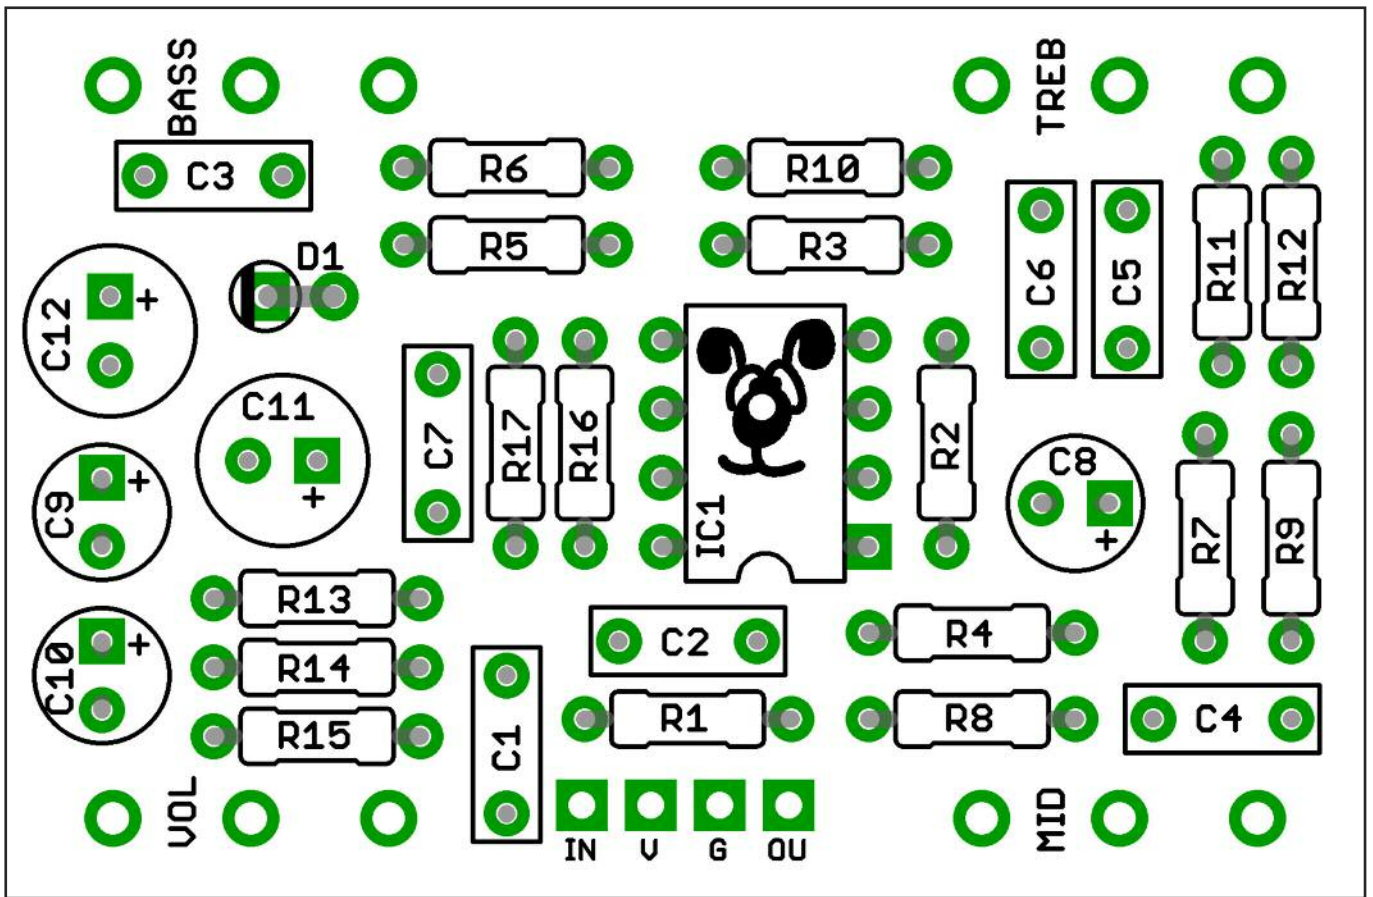 BASS
TREB
C3
R6
R10
R5
R3
D1
C6
C5
R11
R12
C12
+
C11
+
C7
R17
R16
IC1
R2
C8
+
C9
+
R7
R9
R13
C10
+
R14
R15
C2
R4
R1
R8
C4
C1
VOL
MID
IN
V
G
OU